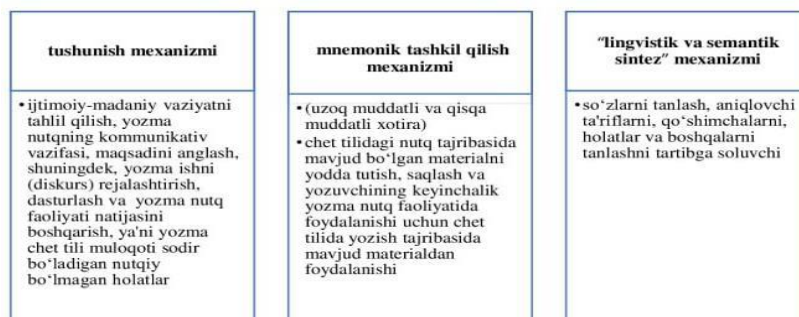 tushunish mexanizmi
•ijtimoiy-madaniy vaziyatni
tahlil qilish, yozma
nutqning kommunikativ
vazifasi, maqsadini anglash,
shuningdek, yozma ishni
(diskurs) rejalashtirish,
dasturlash va yozma nutq
faoliyati natijasini
boshqarish, ya'ni yozma
chet tili muloqoti sodir
bo‘ladigan nutqiy
bo‘lmagan holatlar
mnemonik tashkil qilish
mexanizmi
•(uzoq muddatli va qisqa
muddatli xotira)
•chet tilidagi nutq tajribasida
mavjud bo‘lgan materialni
yodda tutish, saqlash va
yozuvchining keyinchalik
yozma nutq faoliyatida
foydalanishi uchun chet
tilida yozish tajribasida
mavjud materialdan
foydalanishi
“lingvistik va semantik
sintez” mexanizmi
•so‘zlarni tanlash, aniqlovchi
ta'riflarni, qo‘shimchalarni,
holatlar va boshqalarni
tanlashni tartibga soluvchi